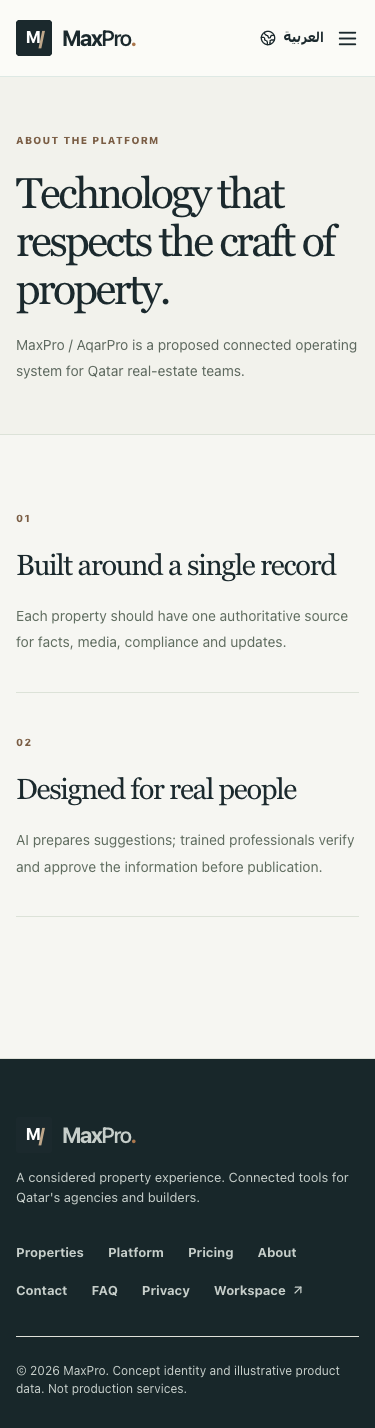 M/ MaxPro.
العربية
ABOUT THE PLATFORM
Technology that
respects the craft of
property.
MaxPro / AqarPro is a proposed connected operating
system for Qatar real-estate teams.
01
Built around a single record
Each property should have one authoritative source
for facts, media, compliance and updates.
02
Designed for real people
AI prepares suggestions; trained professionals verify
and approve the information before publication.
M/ MaxPro.
A considered property experience. Connected tools for
Qatar's agencies and builders.
Properties Platform Pricing About
Contact FAQ Privacy Workspace ↗
© 2026 MaxPro. Concept identity and illustrative product
data. Not production services.